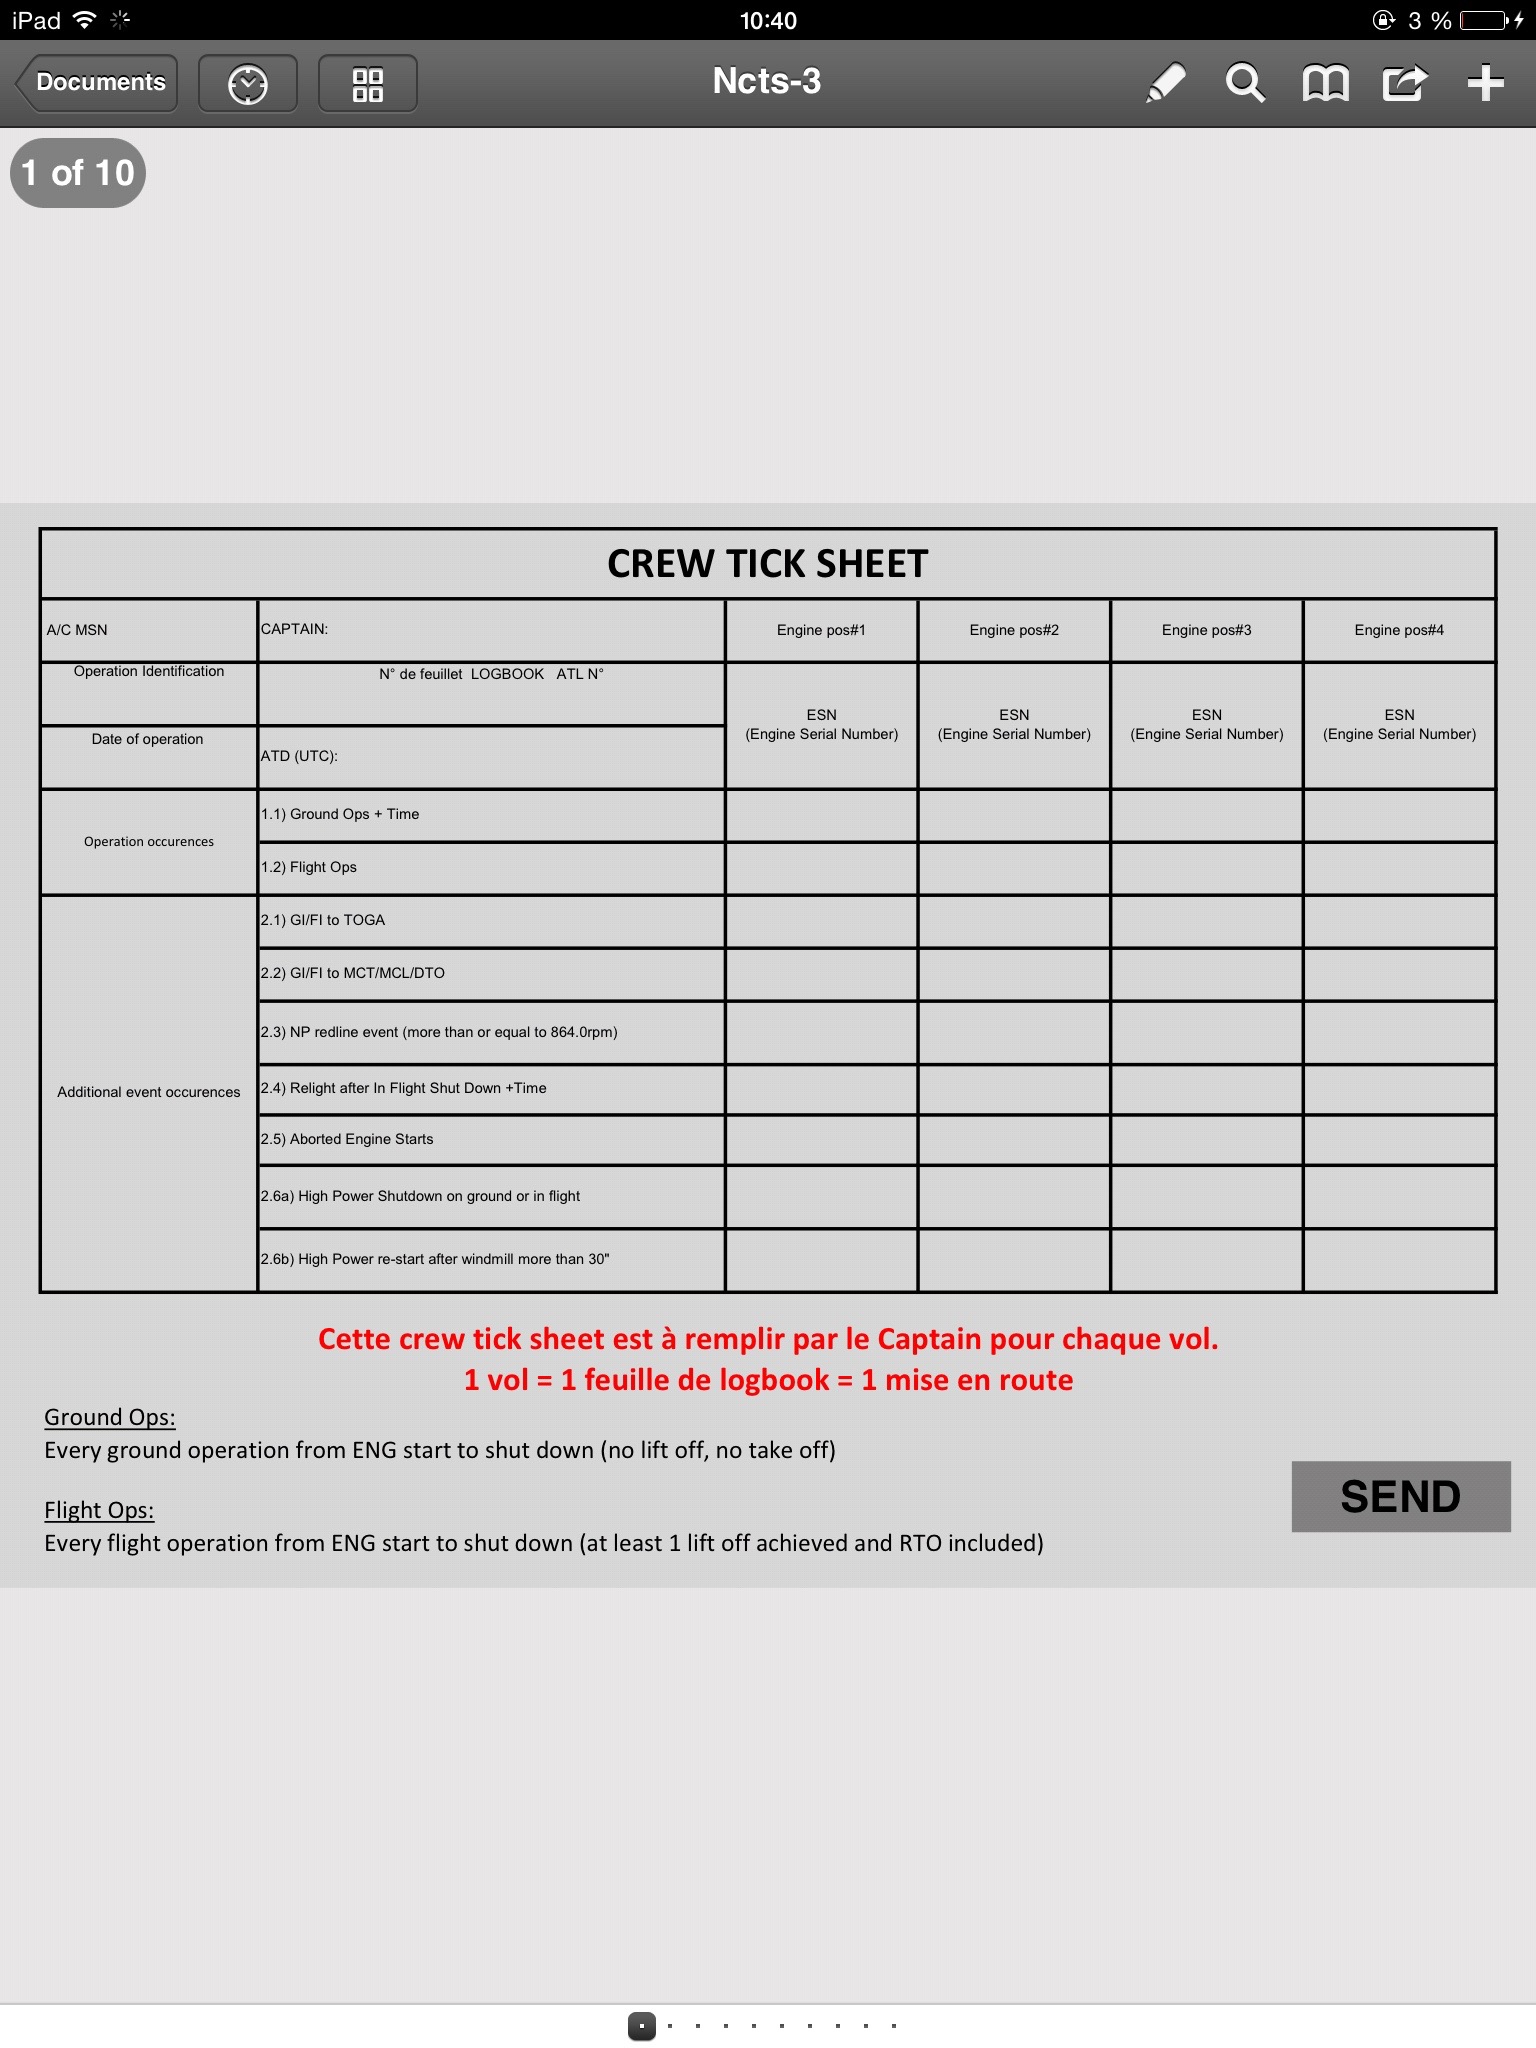 iPad 10:40 3 %
Documents Ncts-3
1 of 10
CREW TICK SHEET
A/C MSN CAPTAIN: Engine pos#1 Engine pos#2 Engine pos#3 Engine pos#4
Operation Identification N° de feuillet LOGBOOK ATL N°
ESN ESN ESN ESN
(Engine Serial Number) (Engine Serial Number) (Engine Serial Number) (Engine Serial Number)
Date of operation
ATD (UTC):
1.1) Ground Ops + Time
Operation occurences
1.2) Flight Ops
2.1) GI/FI to TOGA
2.2) GI/FI to MCT/MCL/DTO
2.3) NP redline event (more than or equal to 864.0rpm)
Additional event occurences
2.4) Relight after In Flight Shut Down +Time
2.5) Aborted Engine Starts
2.6a) High Power Shutdown on ground or in flight
2.6b) High Power re-start after windmill more than 30"
Cette crew tick sheet est à remplir par le Captain pour chaque vol.
1 vol = 1 feuille de logbook = 1 mise en route
Ground Ops:
Every ground operation from ENG start to shut down (no lift off, no take off)
SEND
Flight Ops:
Every flight operation from ENG start to shut down (at least 1 lift off achieved and RTO included)